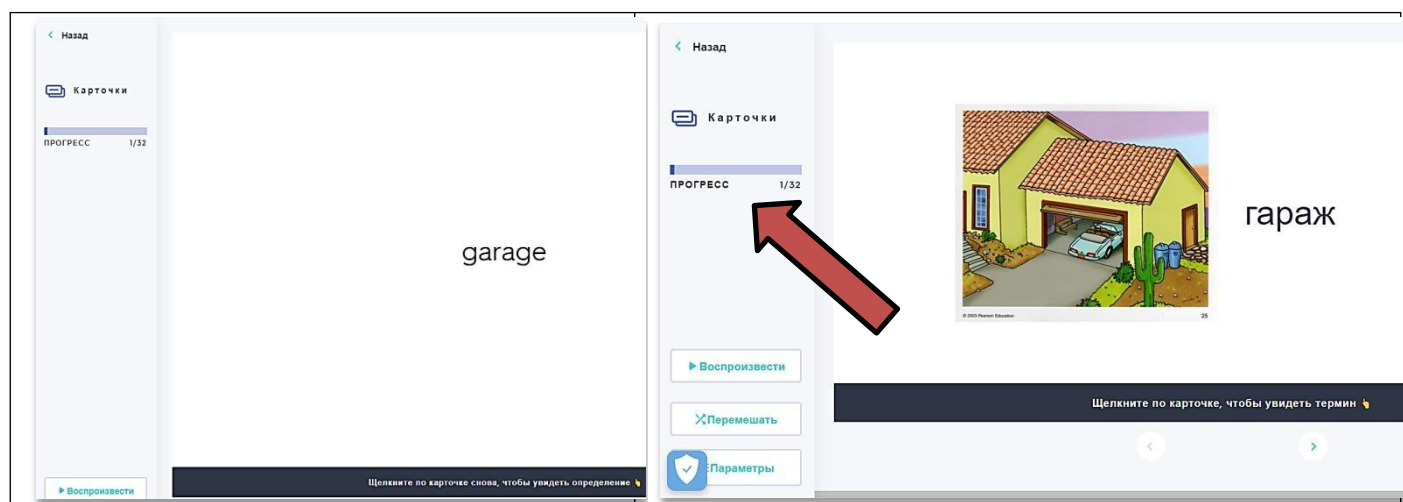 Назад
Карточки
ПРОГРЕСС 1/32
garage
Воспроизвести
Щелкните по карточке снова, чтобы увидеть определение
Назад
Карточки
ПРОГРЕСС 1/32
гараж
© 2003 Pearson Education 25
Воспроизвести
Перемешать
Параметры
Щелкните по карточке, чтобы увидеть термин